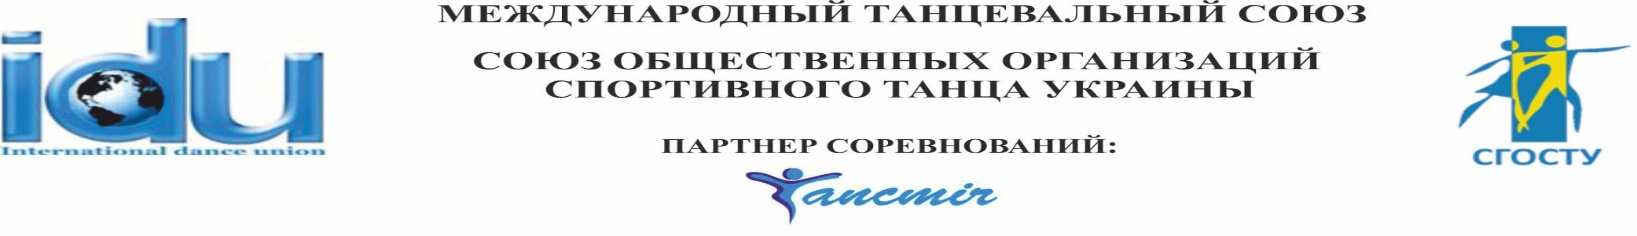 МЕЖДУНАРОДНЫЙ ТАНЦЕВАЛЬНЫЙ СОЮЗ
СОЮЗ ОБЩЕСТВЕННЫХ ОРГАНИЗАЦИЙ
СПОРТИВНОГО ТАНЦА УКРАИНЫ
ПАРТНЕР СОРЕВНОВАНИЙ:
Tancmir
idu
International dance union
СГОСТУ